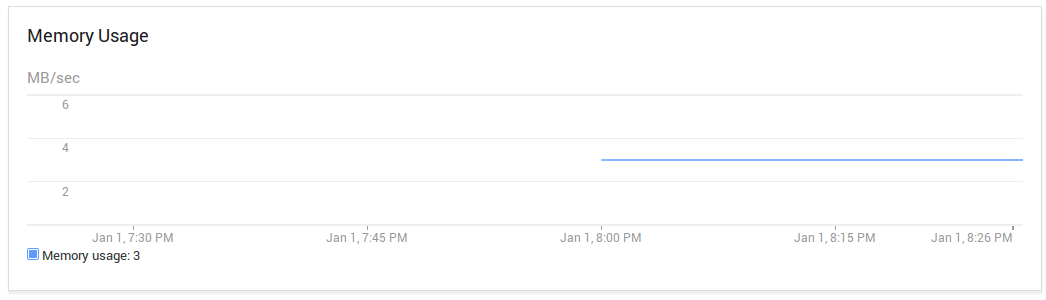 Memory Usage
MB/sec
6
4
2
Jan 1, 7:30 PM Jan 1, 7:45 PM Jan 1, 8:00 PM Jan 1, 8:15 PM Jan 1, 8:26 PM
Memory usage: 3